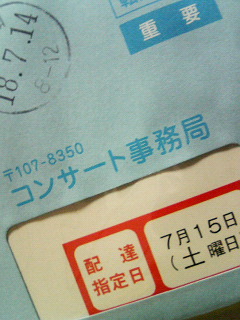 18.7.14
8-12
重要
〒107-8350
コンサート事務局
配達
指定日
7月15日
(土曜日